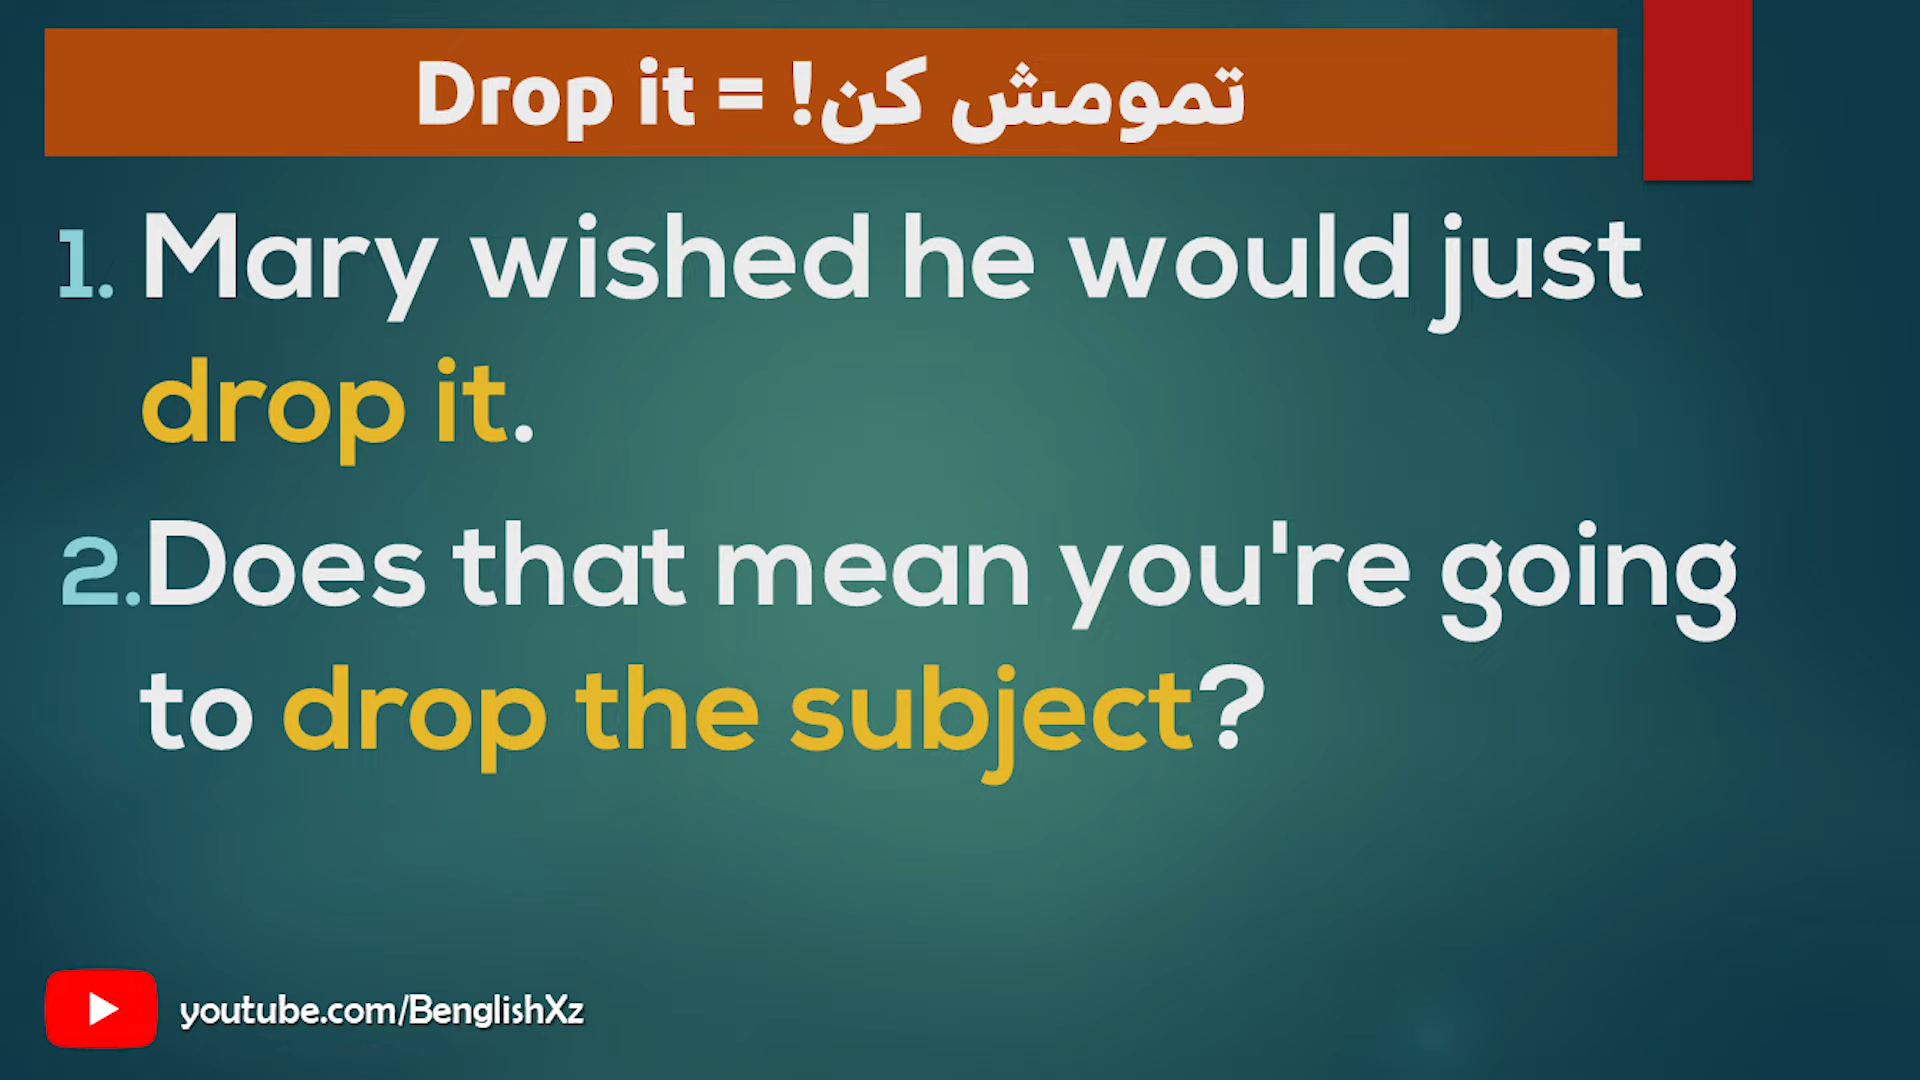 Drop it = تمومش کن!
1. Mary wished he would just
drop it.
2. Does that mean you're going
to drop the subject?
youtube.com/BenglishXz